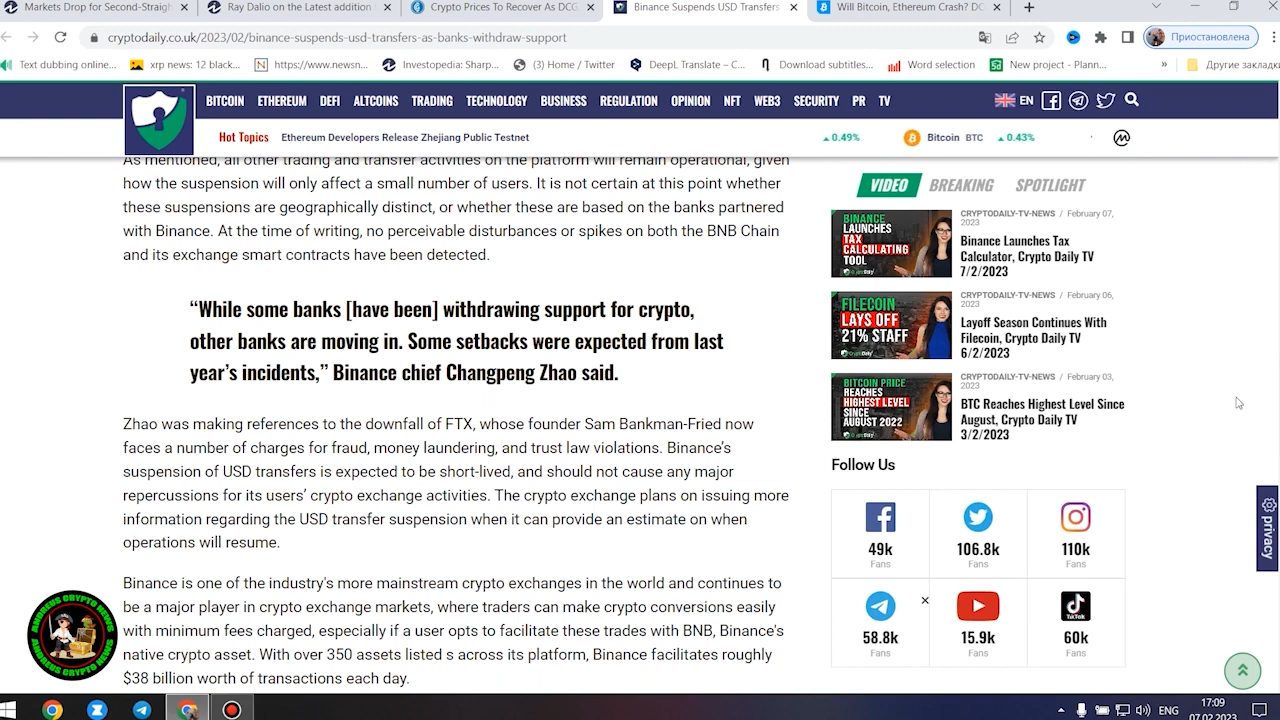 Markets Drop for Second-Straigh
Ray Dalio on the Latest addition
Crypto Prices To Recover As DCG
Binance Suspends USD Transfers
Will Bitcoin, Ethereum Crash? DC
cryptodaily.co.uk/2023/02/binance-suspends-usd-transfers-as-banks-withdraw-support
Приостановлена
Text dubbing online...
xrp news: 12 black...
https://www.newsn...
Investopedia: Sharp...
(3) Home / Twitter
DeepL Translate – C...
Download subtitles...
Word selection
New project - Plann...
»
Другие закладки
BITCOIN ETHEREUM DEFI ALTCOINS TRADING TECHNOLOGY BUSINESS REGULATION OPINION NFT WEB3 SECURITY PR TV
EN
Hot Topics
Ethereum Developers Release Zhejiang Public Testnet
0.49%
Bitcoin BTC
0.43%
As mentioned, all other trading and transfer activities on the platform will remain operational, given
how the suspension will only affect a small number of users. It is not certain at this point whether
these suspensions are geographically distinct, or whether these are based on the banks partnered
with Binance. At the time of writing, no perceivable disturbances or spikes on both the BNB Chain
and its exchange smart contracts have been detected.
“While some banks [have been] withdrawing support for crypto,
other banks are moving in. Some setbacks were expected from last
year’s incidents,” Binance chief Changpeng Zhao said.
Zhao was making references to the downfall of FTX, whose founder Sam Bankman-Fried now
faces a number of charges for fraud, money laundering, and trust law violations. Binance’s
suspension of USD transfers is expected to be short-lived, and should not cause any major
repercussions for its users’ crypto exchange activities. The crypto exchange plans on issuing more
information regarding the USD transfer suspension when it can provide an estimate on when
operations will resume.
Binance is one of the industry's more mainstream crypto exchanges in the world and continues to
be a major player in crypto exchange markets, where traders can make crypto conversions easily
with minimum fees charged, especially if a user opts to facilitate these trades with BNB, Binance's
native crypto asset. With over 350 assets listed s across its platform, Binance facilitates roughly
$38 billion worth of transactions each day.
VIDEO BREAKING SPOTLIGHT
BINANCE
LAUNCHES
TAX
CALCULATING
TOOL
CRYPTODAILY-TV-NEWS / February 07,
2023
Binance Launches Tax
Calculator, Crypto Daily TV
7/2/2023
FILECOIN
LAYS OFF
21% STAFF
CRYPTODAILY-TV-NEWS / February 06,
2023
Layoff Season Continues With
Filecoin, Crypto Daily TV
6/2/2023
BITCOIN PRICE
REACHES
HIGHEST LEVEL
SINCE
AUGUST 2022
CRYPTODAILY-TV-NEWS / February 03,
2023
BTC Reaches Highest Level Since
August, Crypto Daily TV
3/2/2023
Follow Us
49k
Fans
106.8k
Fans
110k
Fans
58.8k
Fans
15.9k
Fans
TikTok
60k
Fans
privacy
ANDREUS CRYPTO NEWS
ANDREUS CRYPTO NEWS
ENG
17:09
07.02.2023